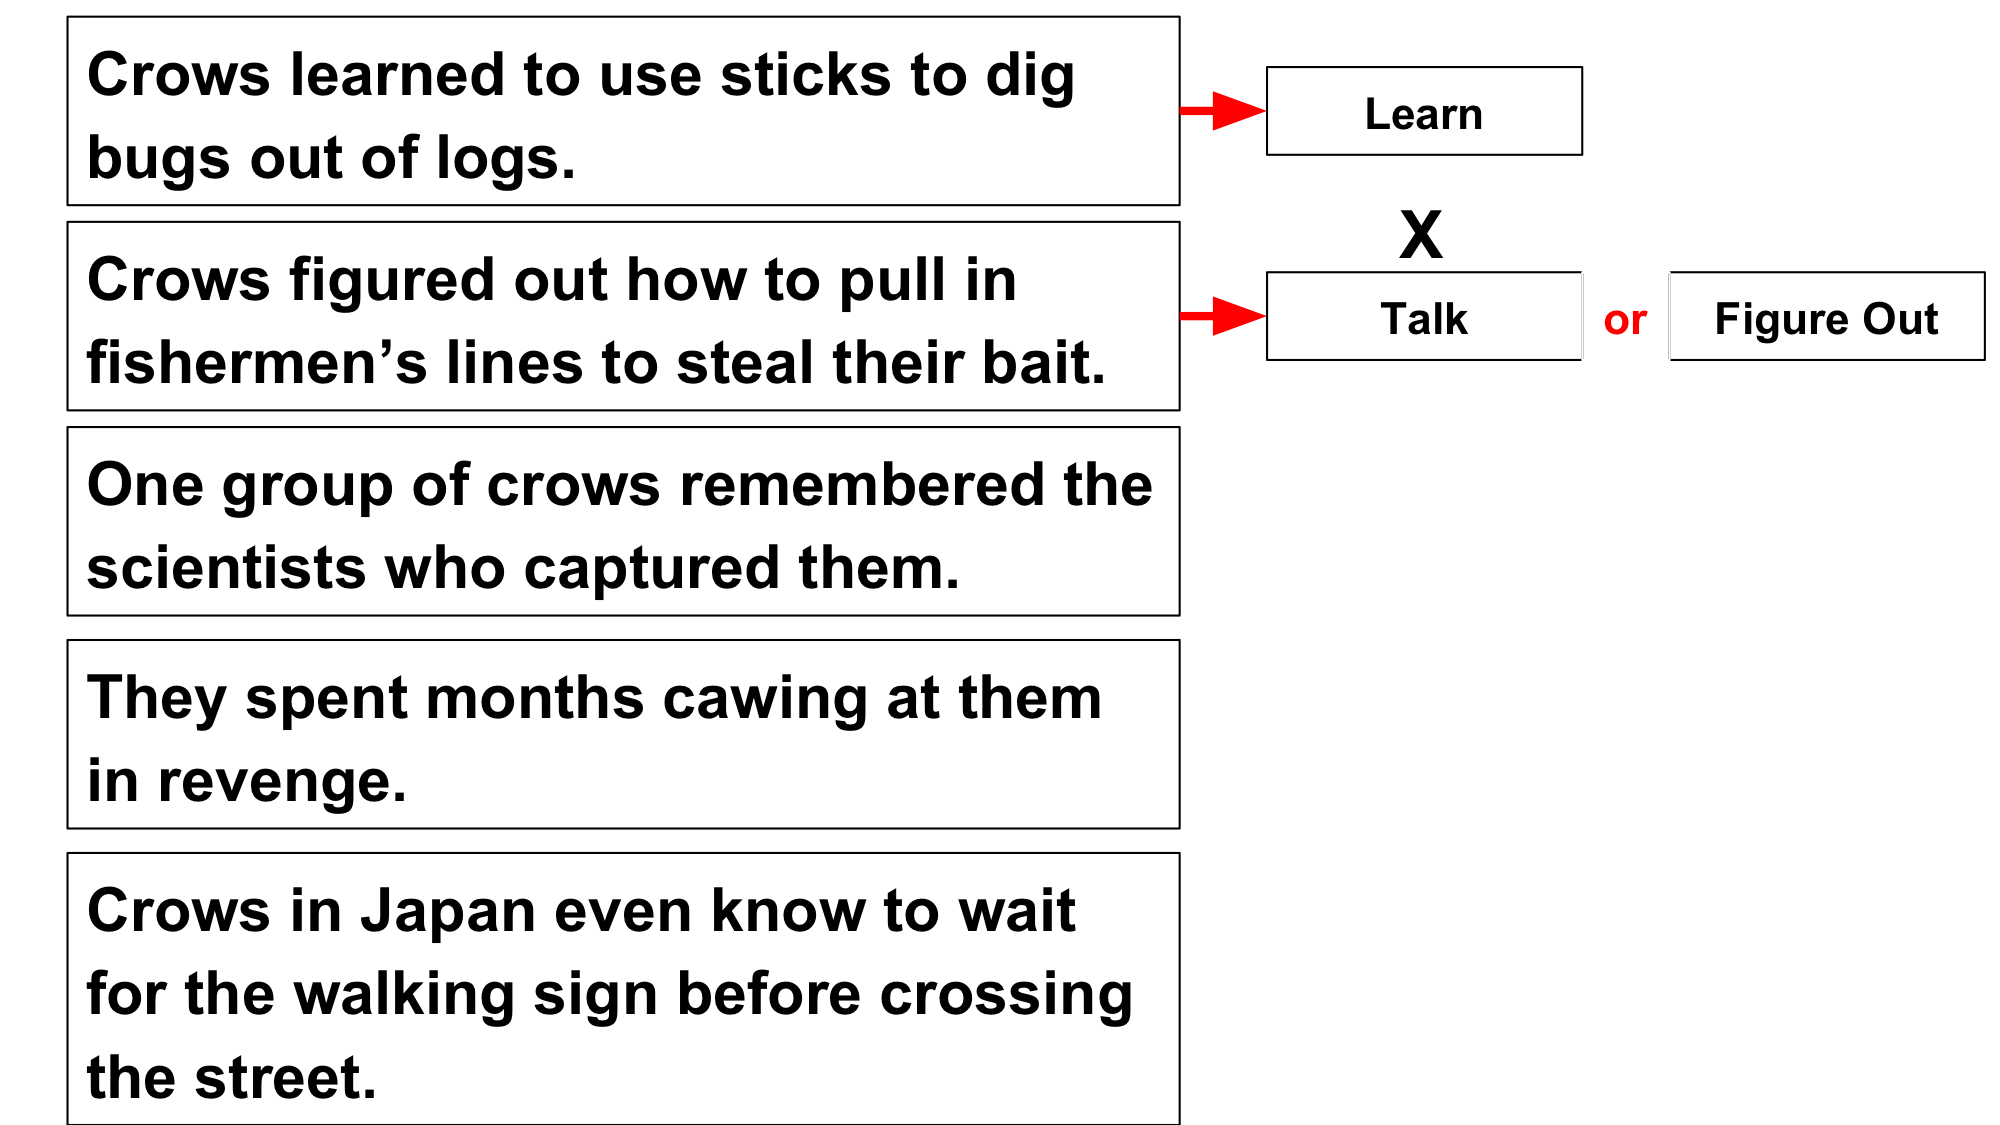 Crows learned to use sticks to dig
bugs out of logs.
Learn
Crows figured out how to pull in
fishermen’s lines to steal their bait.
X
Talk or Figure Out
One group of crows remembered the
scientists who captured them.
They spent months cawing at them
in revenge.
Crows in Japan even know to wait
for the walking sign before crossing
the street.